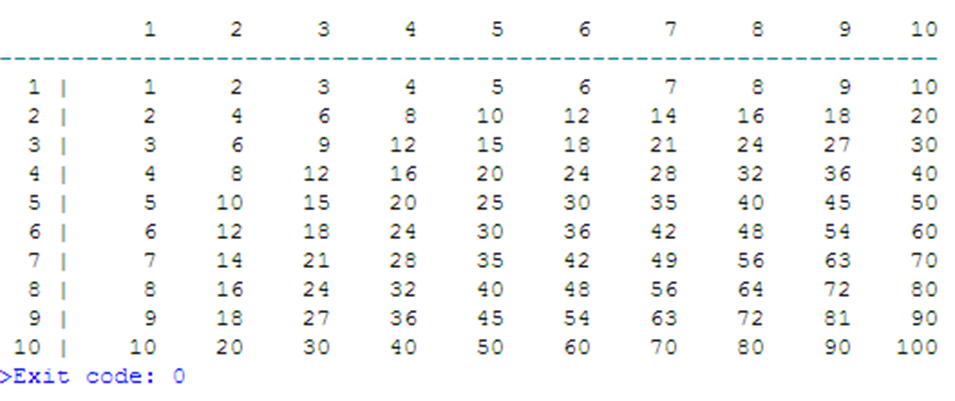 1 2 3 4 5 6 7 8 9 10
-----------------------------------------------------------------
1 | 1 2 3 4 5 6 7 8 9 10
2 | 2 4 6 8 10 12 14 16 18 20
3 | 3 6 9 12 15 18 21 24 27 30
4 | 4 8 12 16 20 24 28 32 36 40
5 | 5 10 15 20 25 30 35 40 45 50
6 | 6 12 18 24 30 36 42 48 54 60
7 | 7 14 21 28 35 42 49 56 63 70
8 | 8 16 24 32 40 48 56 64 72 80
9 | 9 18 27 36 45 54 63 72 81 90
10 | 10 20 30 40 50 60 70 80 90 100
>Exit code: 0